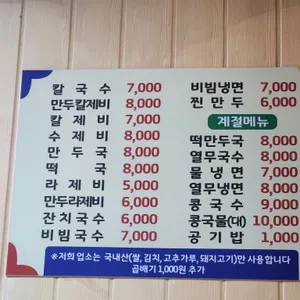 칼국수 7,000
만두칼제비 8,000
칼제비 7,000
수제비 8,000
만두국 8,000
떡국 8,000
라제비 5,000
만두라제비 6,000
잔치국수 6,000
비빔국수 7,000
비빔냉면 7,000
찐만두 6,000
계절메뉴
떡만두국 8,000
열무국수 8,000
물냉면 7,000
열무냉면 8,000
콩국수 9,000
콩국물(대) 10,000
공기밥 1,000
※저희 업소는 국내산(쌀,김치,고추가루,돼지고기)만 사용합니다
곱배기 1,000원 추가